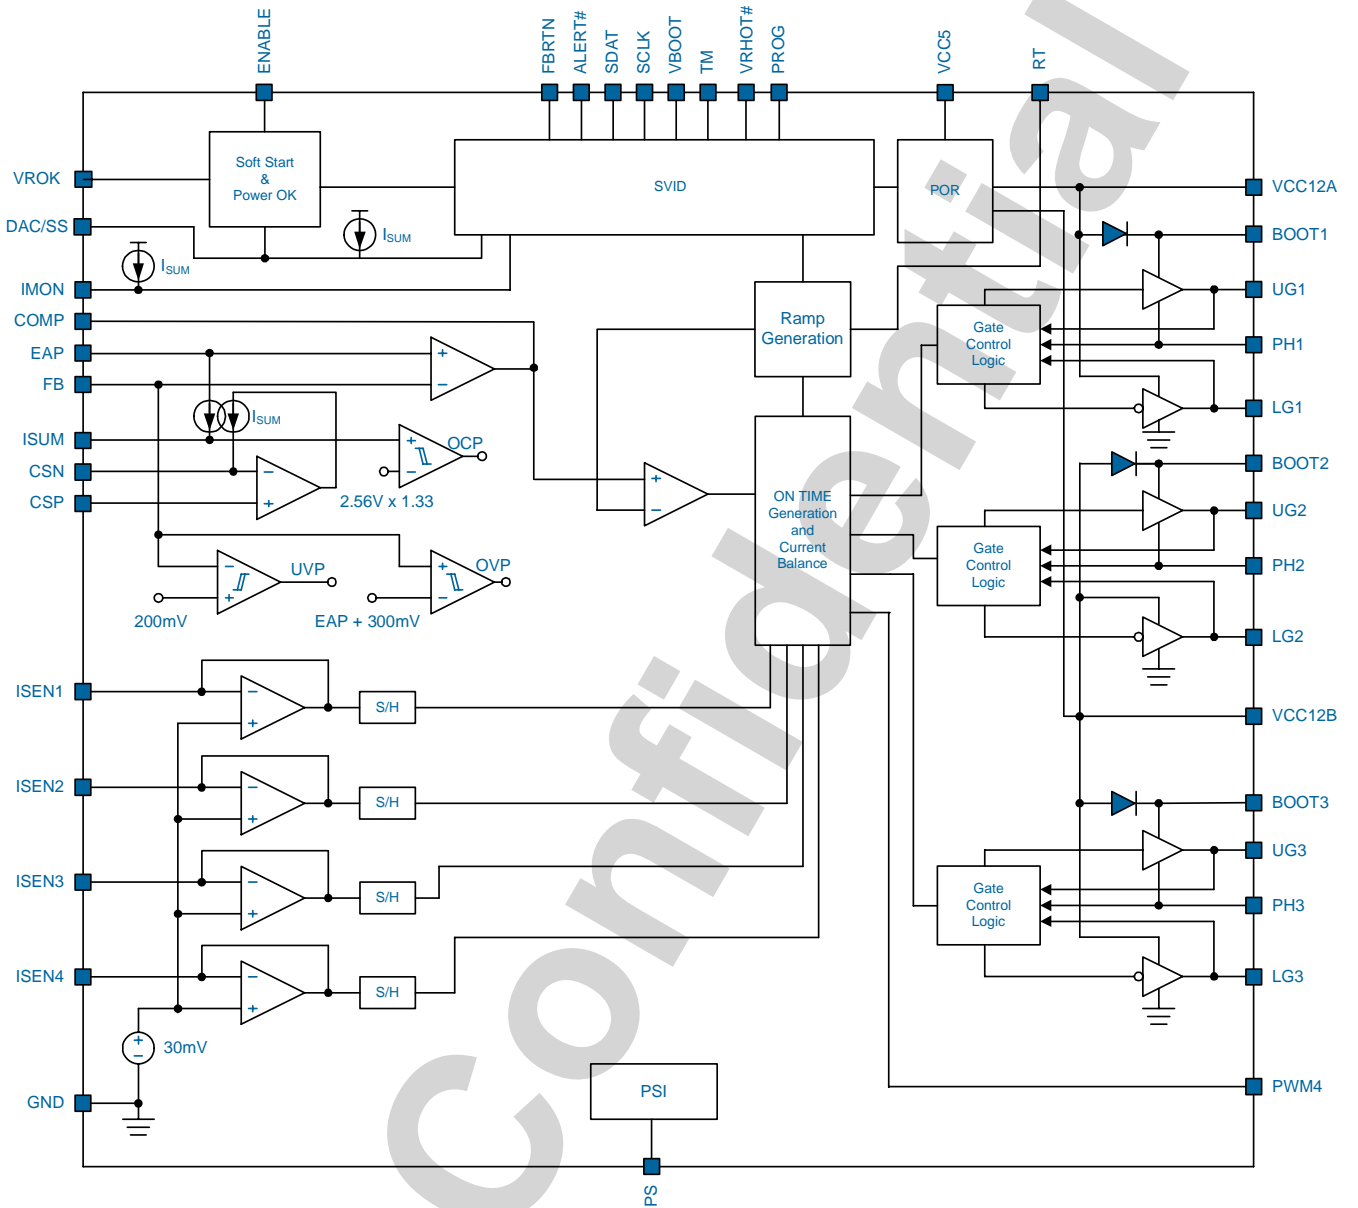 ENABLE
FBRTN
ALERT#
SDAT
SCLK
VBOOT
TM
VRHOT#
PROG
VCC5
RT
VROK
DAC/SS
IMON
COMP
EAP
FB
ISUM
CSN
CSP
ISEN1
ISEN2
ISEN3
ISEN4
GND
Soft Start
&
Power OK
SVID
POR
ISUM
ISUM
Ramp
Generation
+
−
ISUM
+
−
OCP
2.56V x 1.33
−
+
−
+
UVP
200mV
+
−
OVP
EAP + 300mV
+
−
ON TIME
Generation
and
Current
Balance
−
+
S/H
−
+
S/H
−
+
S/H
−
+
S/H
+
−
30mV
PSI
PS
Gate
Control
Logic
Gate
Control
Logic
Gate
Control
Logic
VCC12A
BOOT1
UG1
PH1
LG1
BOOT2
UG2
PH2
LG2
VCC12B
BOOT3
UG3
PH3
LG3
PWM4
Confidential